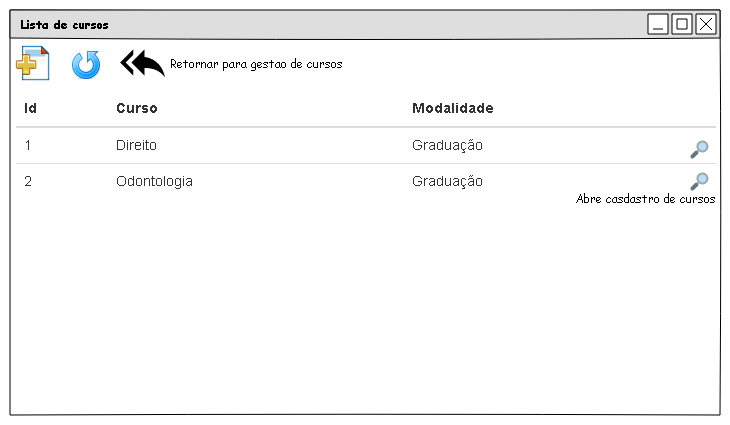 Lista de cursos
Retornar para gestao de cursos
Id Curso Modalidade
1 Direito Graduação
2 Odontologia Graduação
Abre casdastro de cursos